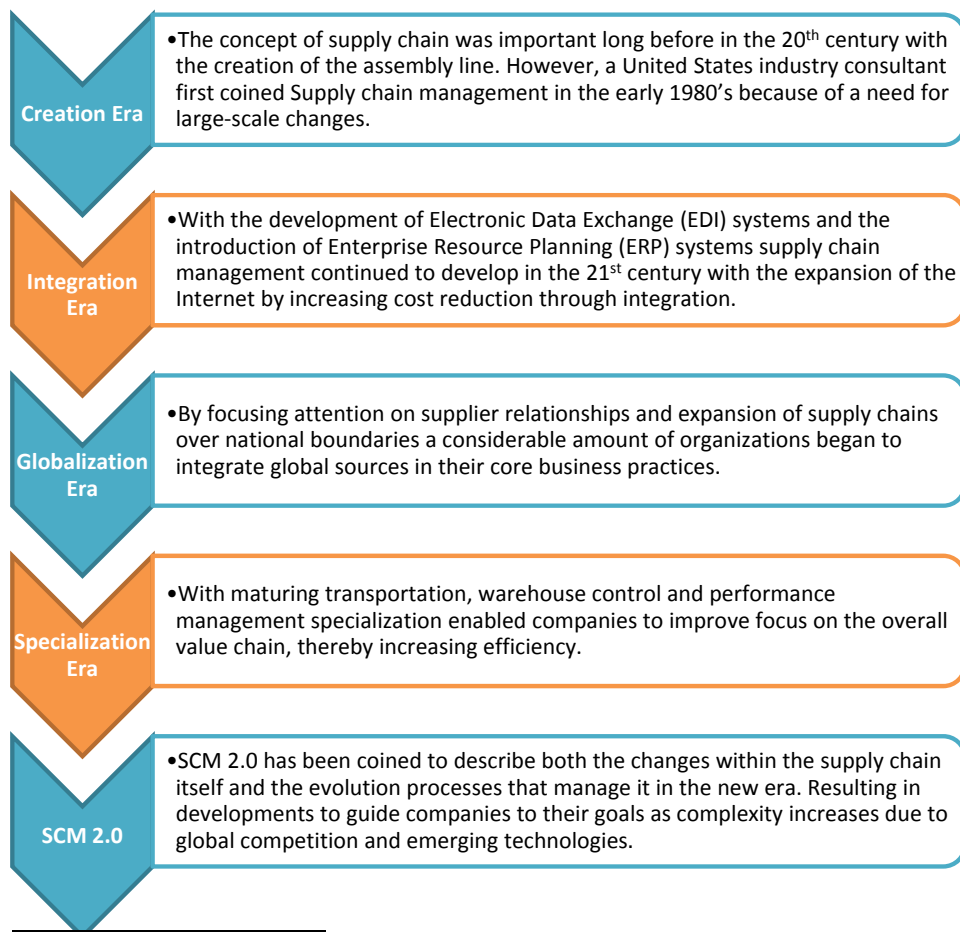 Creation Era
•The concept of supply chain was important long before in the 20th century with
the creation of the assembly line. However, a United States industry consultant
first coined Supply chain management in the early 1980’s because of a need for
large-scale changes.
Integration
Era
•With the development of Electronic Data Exchange (EDI) systems and the
introduction of Enterprise Resource Planning (ERP) systems supply chain
management continued to develop in the 21st century with the expansion of the
Internet by increasing cost reduction through integration.
Globalization
Era
•By focusing attention on supplier relationships and expansion of supply chains
over national boundaries a considerable amount of organizations began to
integrate global sources in their core business practices.
Specialization
Era
•With maturing transportation, warehouse control and performance
management specialization enabled companies to improve focus on the overall
value chain, thereby increasing efficiency.
SCM 2.0
•SCM 2.0 has been coined to describe both the changes within the supply chain
itself and the evolution processes that manage it in the new era. Resulting in
developments to guide companies to their goals as complexity increases due to
global competition and emerging technologies.